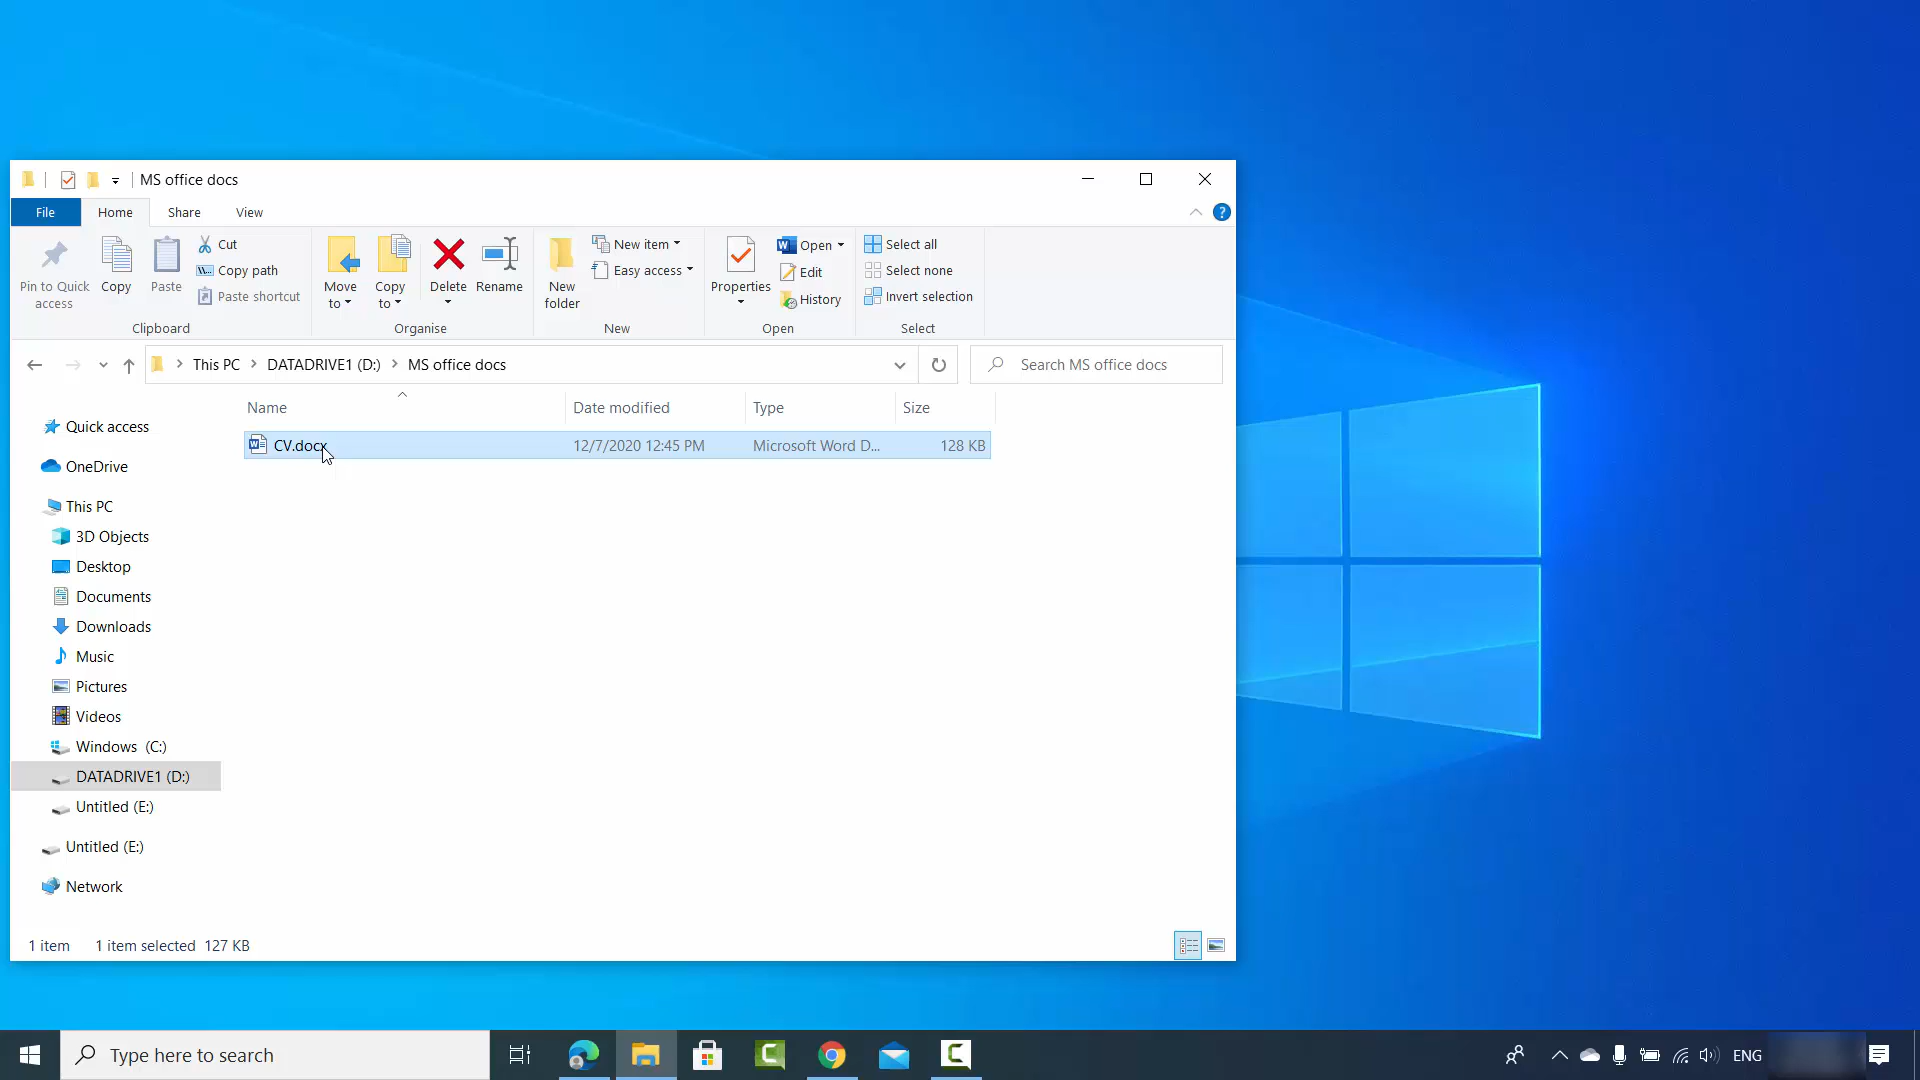 MS office docs
File Home Share View
Pin to Quick access
Copy
Paste
Cut
Copy path
Paste shortcut
Clipboard
Move to
Copy to
Delete
Rename
Organise
New folder
New item
Easy access
New
Properties
Open
Edit
History
Open
Select all
Select none
Invert selection
Select
This PC DATADRIVE1 (D:) MS office docs
Search MS office docs
Name Date modified Type Size
CV.docx 12/7/2020 12:45 PM Microsoft Word D... 128 KB
Quick access
OneDrive
This PC
3D Objects
Desktop
Documents
Downloads
Music
Pictures
Videos
Windows (C:)
DATADRIVE1 (D:)
Untitled (E:)
Untitled (E:)
Network
1 item 1 item selected 127 KB
Type here to search
ENG